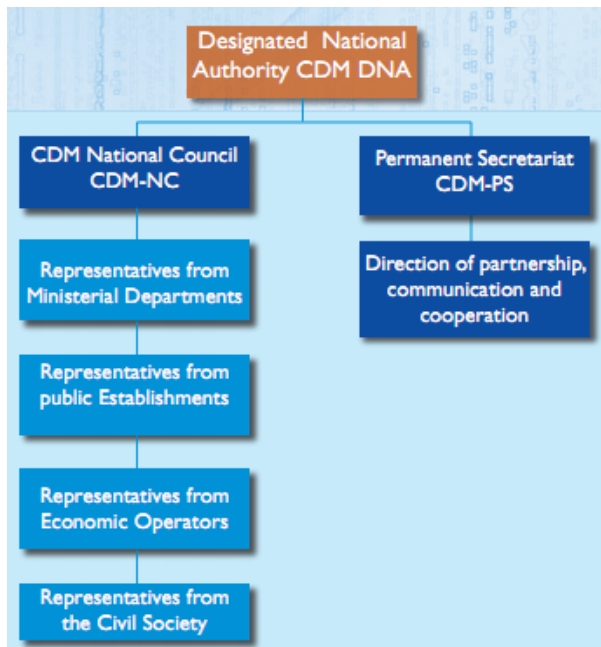 Designated National
Authority CDM DNA
CDM National Council
CDM-NC
Permanent Secretariat
CDM-PS
Representatives from
Ministerial Departments
Direction of partnership,
communication and
cooperation
Representatives from
public Establishments
Representatives from
Economic Operators
Representatives from
the Civil Society